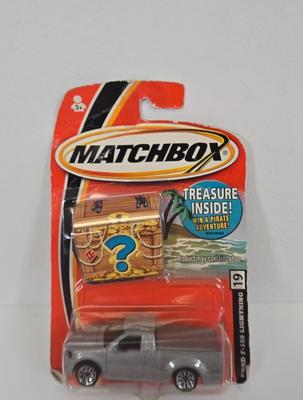 3+
MATCHBOX
TREASURE
INSIDE!
WIN A PIRATE
ADVENTURE!
?
Product may contain tattoo.
19
FORD F-150 LIGHTNING